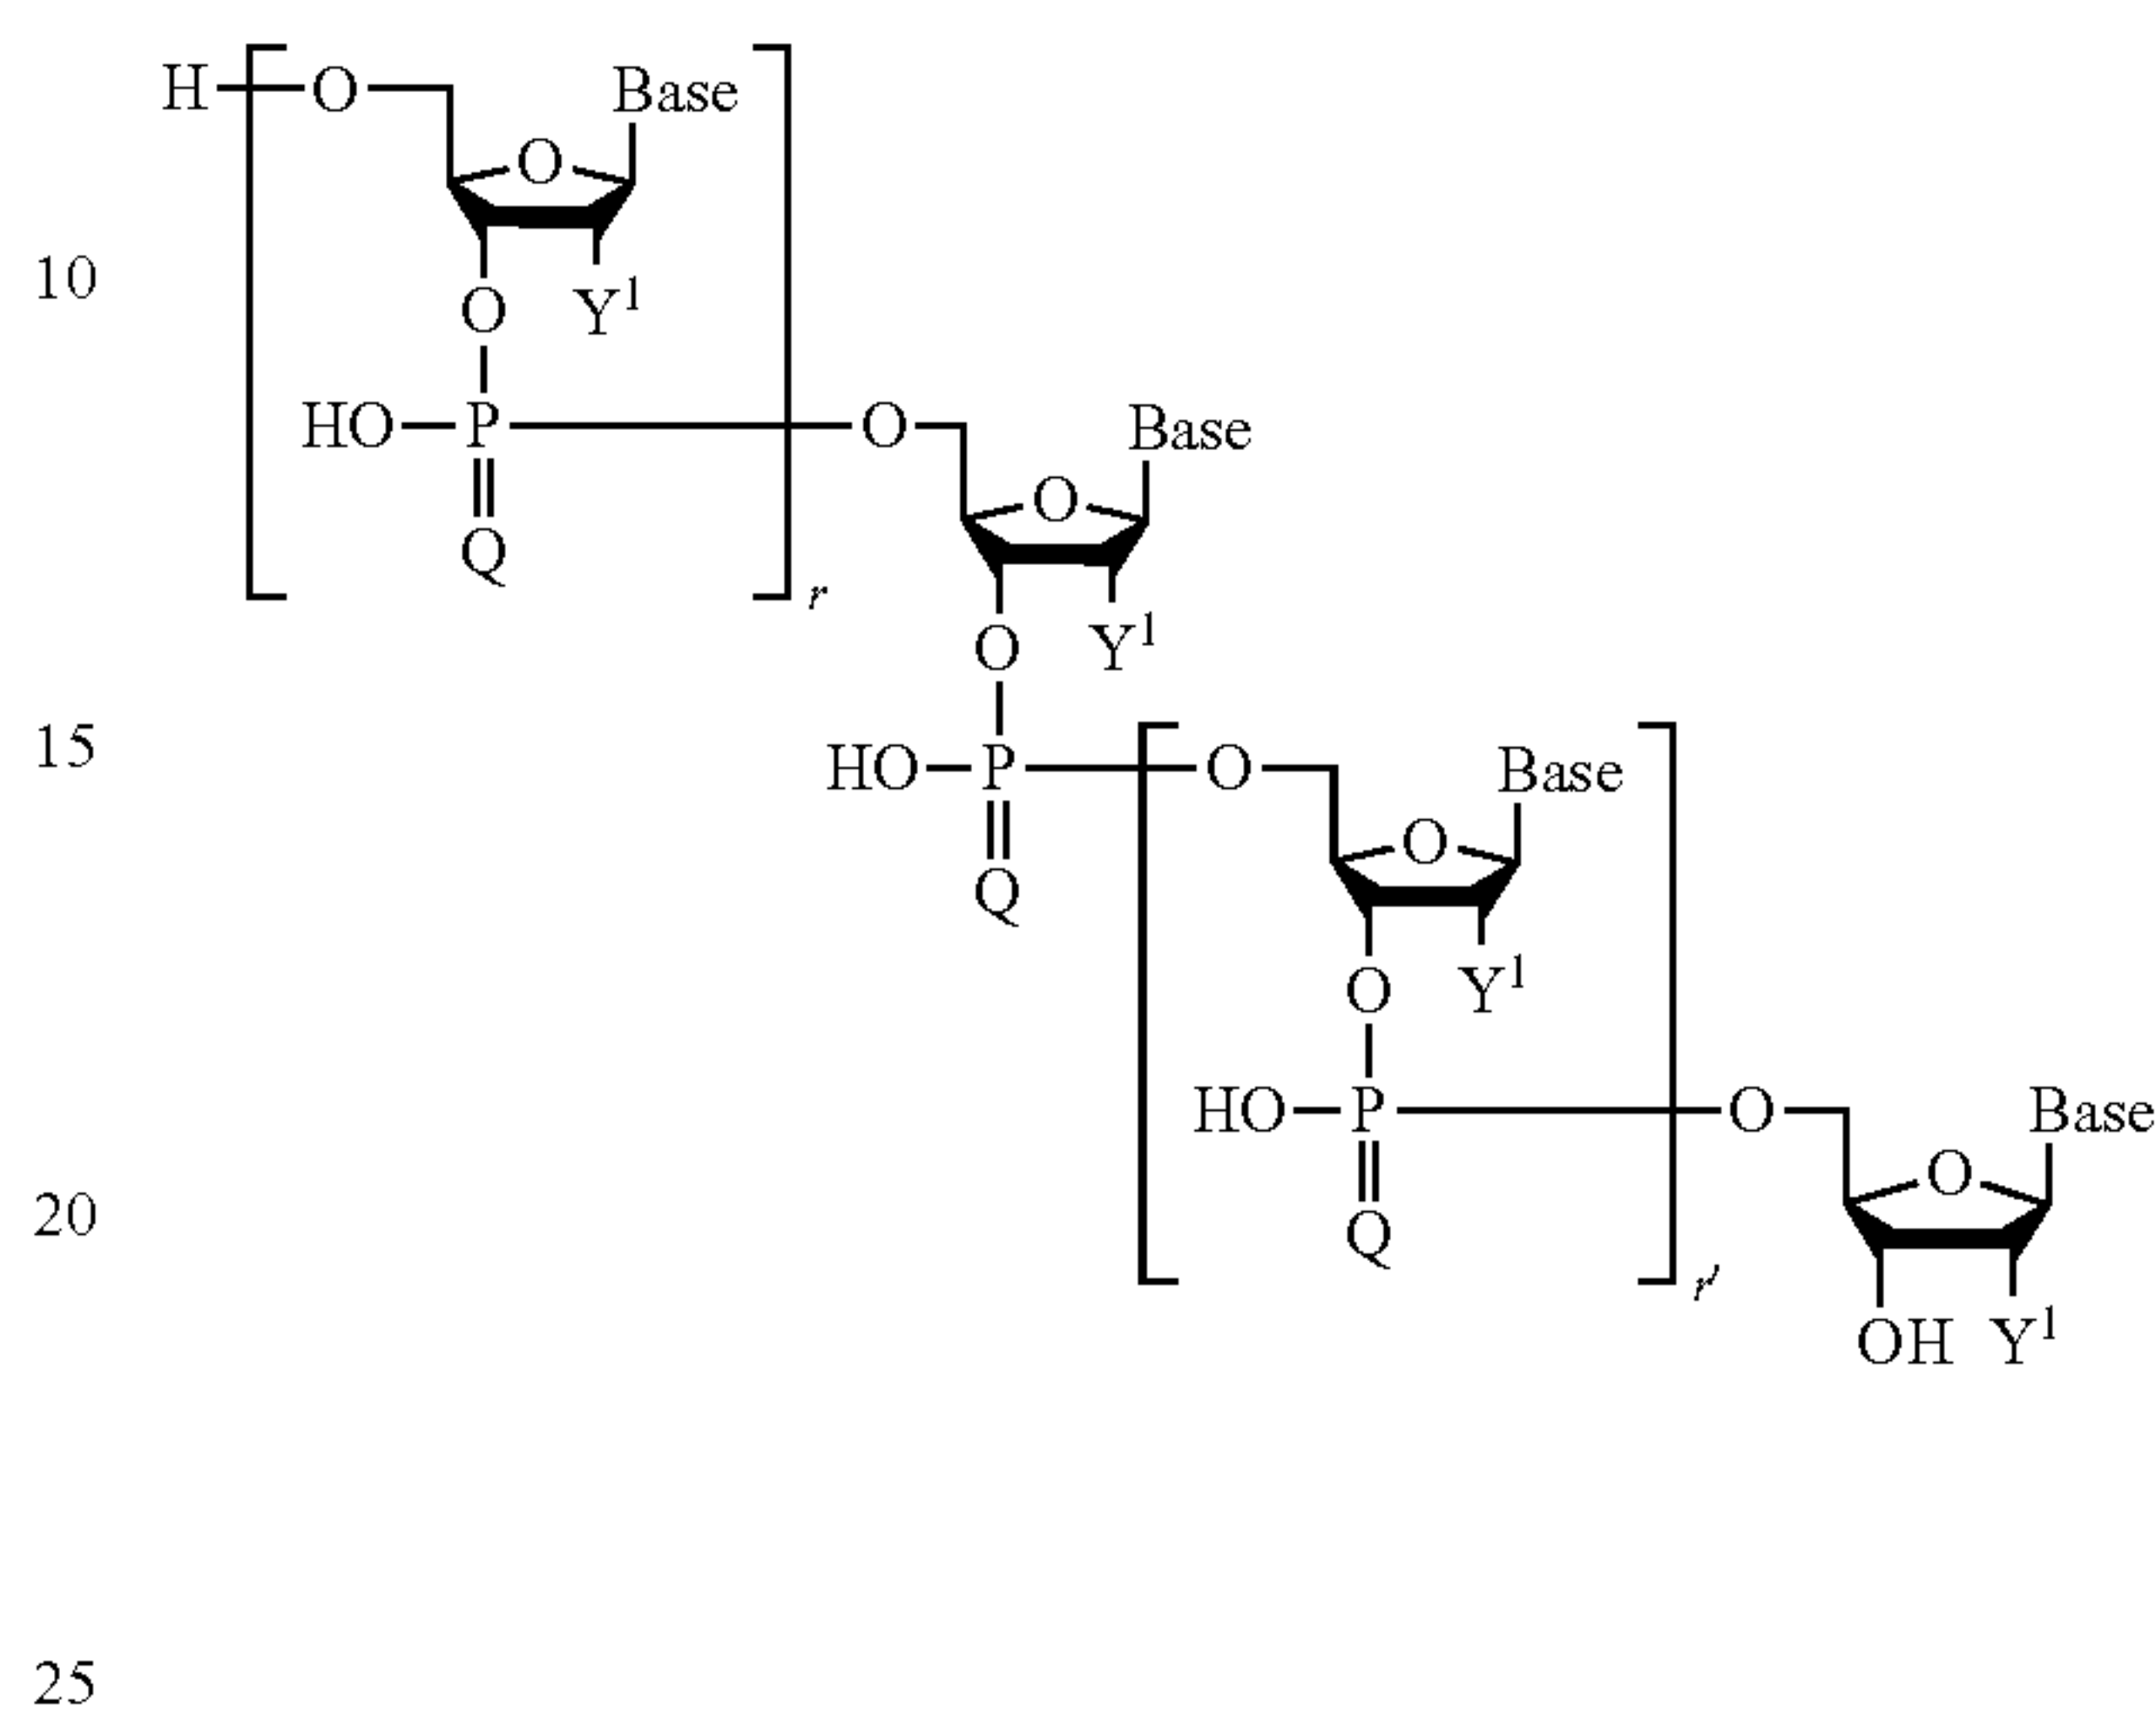 H O Base
O
10
O Y¹
HO P O Base
O
Q
r
O Y¹
15
HO P O Base
O
Q
O Y¹
HO P O Base
O
20
Q
r'
OH Y¹
25